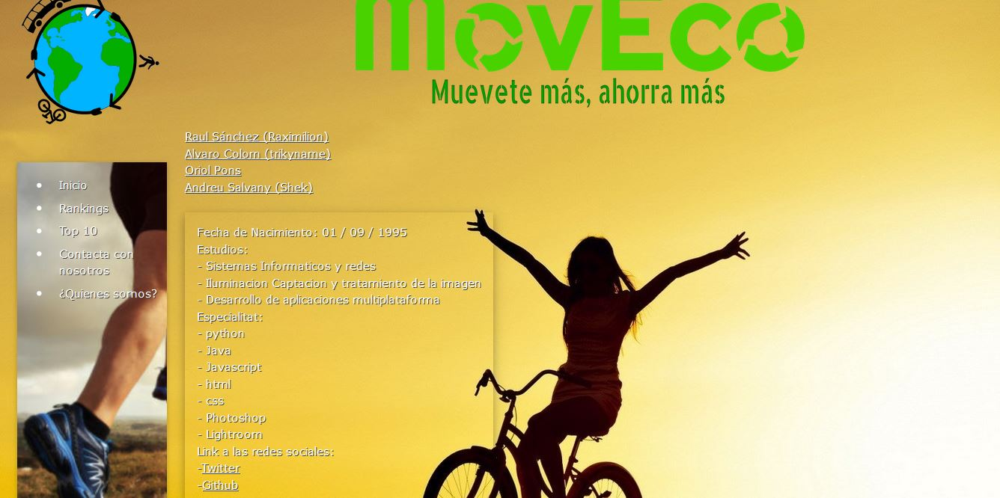 MovEco
Muevete más, ahorra más
Raul Sánchez (Raximilion)
Alvaro Colom (trikyname)
Oriol Pons
Andreu Salvany (Shek)
Inicio
Rankings
Top 10
Contacta con
nosotros
¿Quienes somos?
Fecha de Nacimiento: 01 / 09 / 1995
Estudios:
- Sistemas Informaticos y redes
- Iluminacion Captacion y tratamiento de la imagen
- Desarrollo de aplicaciones multiplataforma
Especialitat:
- python
- Java
- Javascript
- html
- css
- Photoshop
- Lightroom
Link a las redes sociales:
-Twitter
-Github